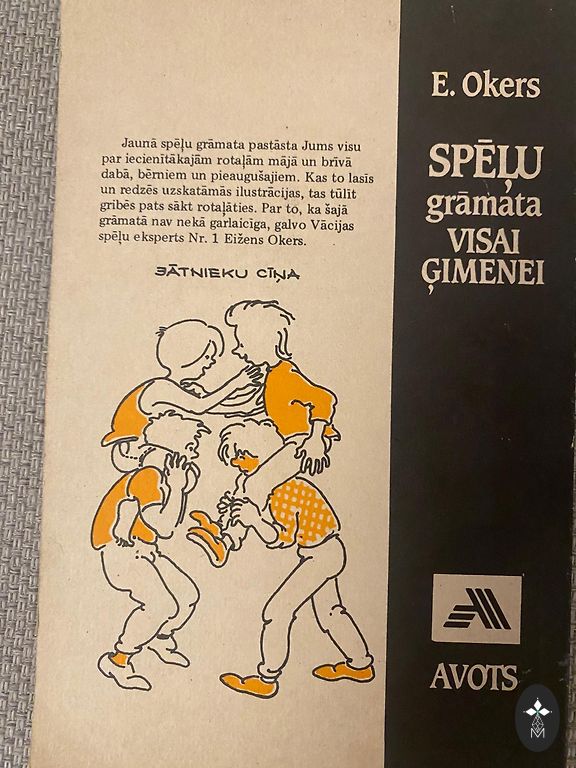 Jaunā spēļu grāmata pastāsta Jums visu
par iecienītākajām rotaļām mājā un brīvā
dabā, bērniem un pieaugušajiem. Kas to lasīs
un redzēs uzskatāmās ilustrācijas, tas tūlīt
gribēs pats sākt rotaļāties. Par to, ka šajā
grāmatā nav nekā garlaicīga, galvo Vācijas
spēļu eksperts Nr. 1 Eižens Okers.
JĀTNIEKU CĪŅA
E. Okers
SPĒĻU
grāmata
VISAI
ĢIMENEI
AVOTS
M